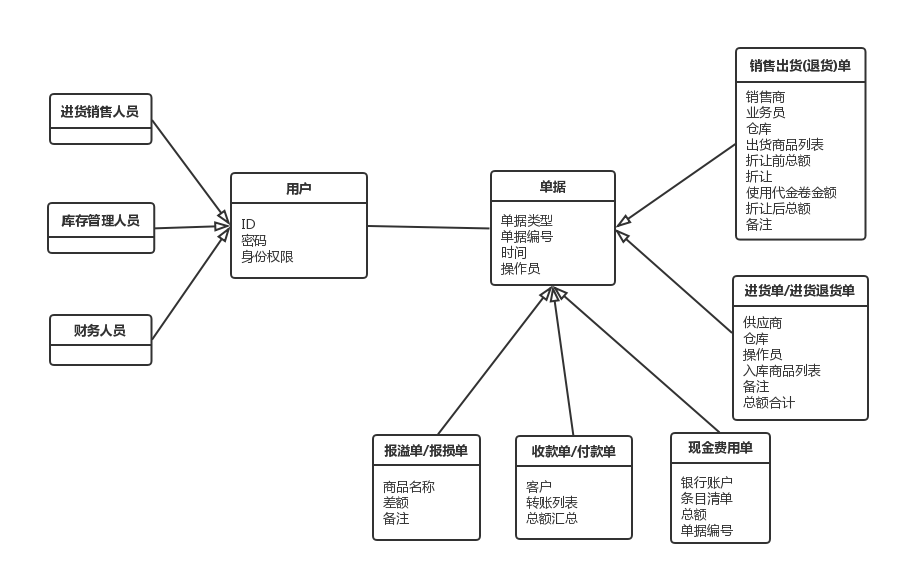 进货销售人员
库存管理人员
财务人员
用户
ID
密码
身份权限
单据
单据类型
单据编号
时间
操作员
销售出货(退货)单
销售商
业务员
仓库
出货商品列表
折让前总额
折让
使用代金卷金额
折让后总额
备注
进货单/进货退货单
供应商
仓库
操作员
入库商品列表
备注
总额合计
报溢单/报损单
商品名称
差额
备注
收款单/付款单
客户
转账列表
总额汇总
现金费用单
银行账户
条目清单
总额
单据编号